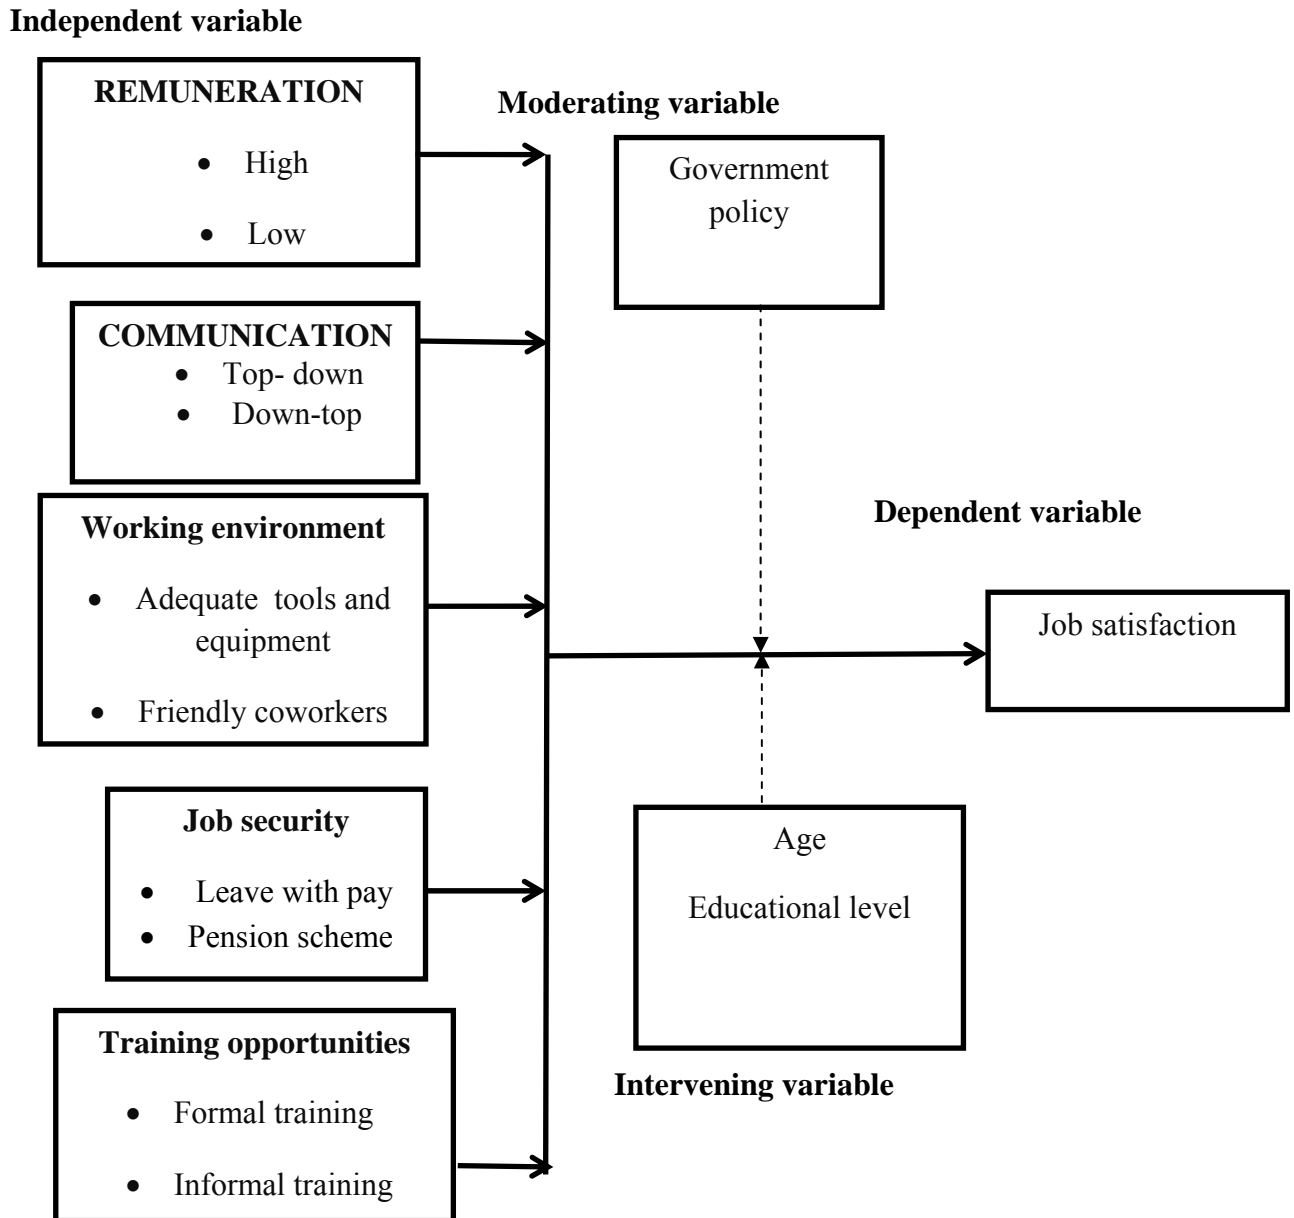 Independent variable
REMUNERATION
• High
• Low
COMMUNICATION
• Top- down
• Down-top
Working environment
• Adequate tools and
equipment
• Friendly coworkers
Job security
• Leave with pay
• Pension scheme
Training opportunities
• Formal training
• Informal training
Moderating variable
Government
policy
Age
Educational level
Intervening variable
Dependent variable
Job satisfaction